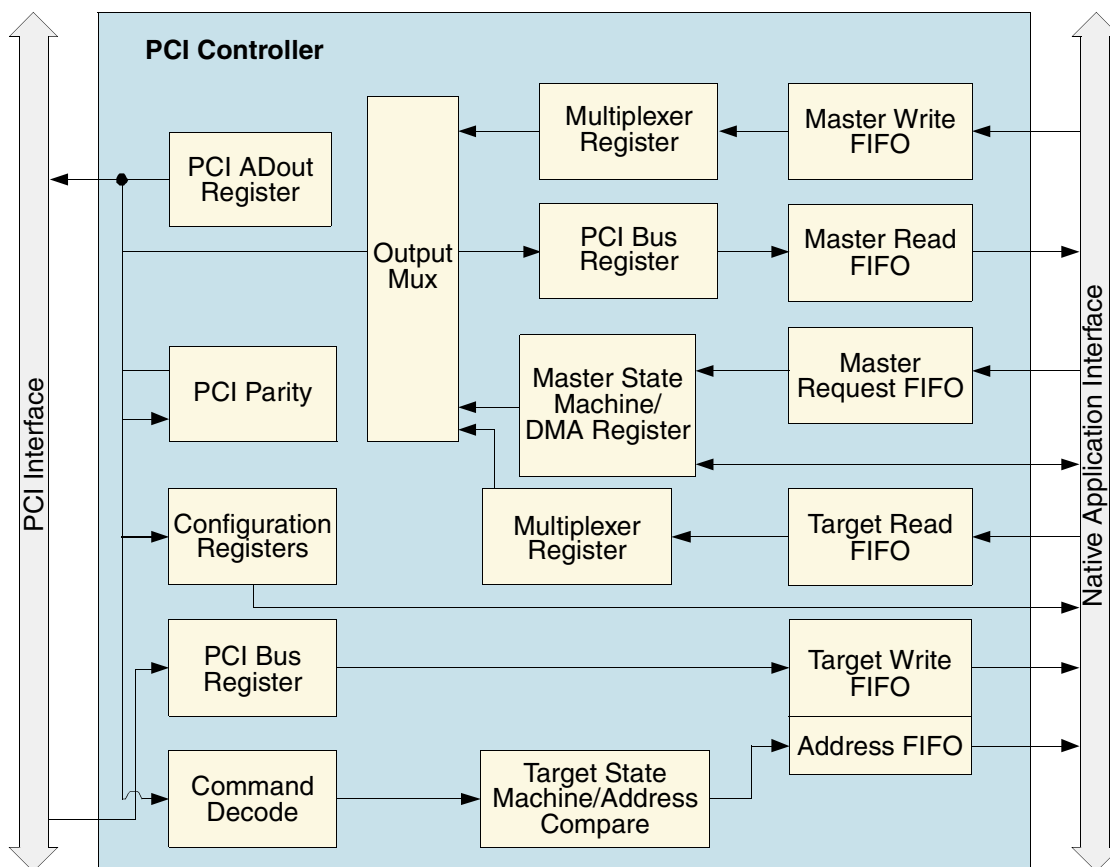 PCI Controller
PCI Interface
PCI ADout
Register
Output
Mux
Multiplexer
Register
Master Write
FIFO
PCI Bus
Register
Master Read
FIFO
PCI Parity
Master State
Machine/
DMA Register
Master
Request FIFO
Configuration
Registers
Multiplexer
Register
Target Read
FIFO
PCI Bus
Register
Target Write
FIFO
Address FIFO
Command
Decode
Target State
Machine/Address
Compare
Native Application Interface